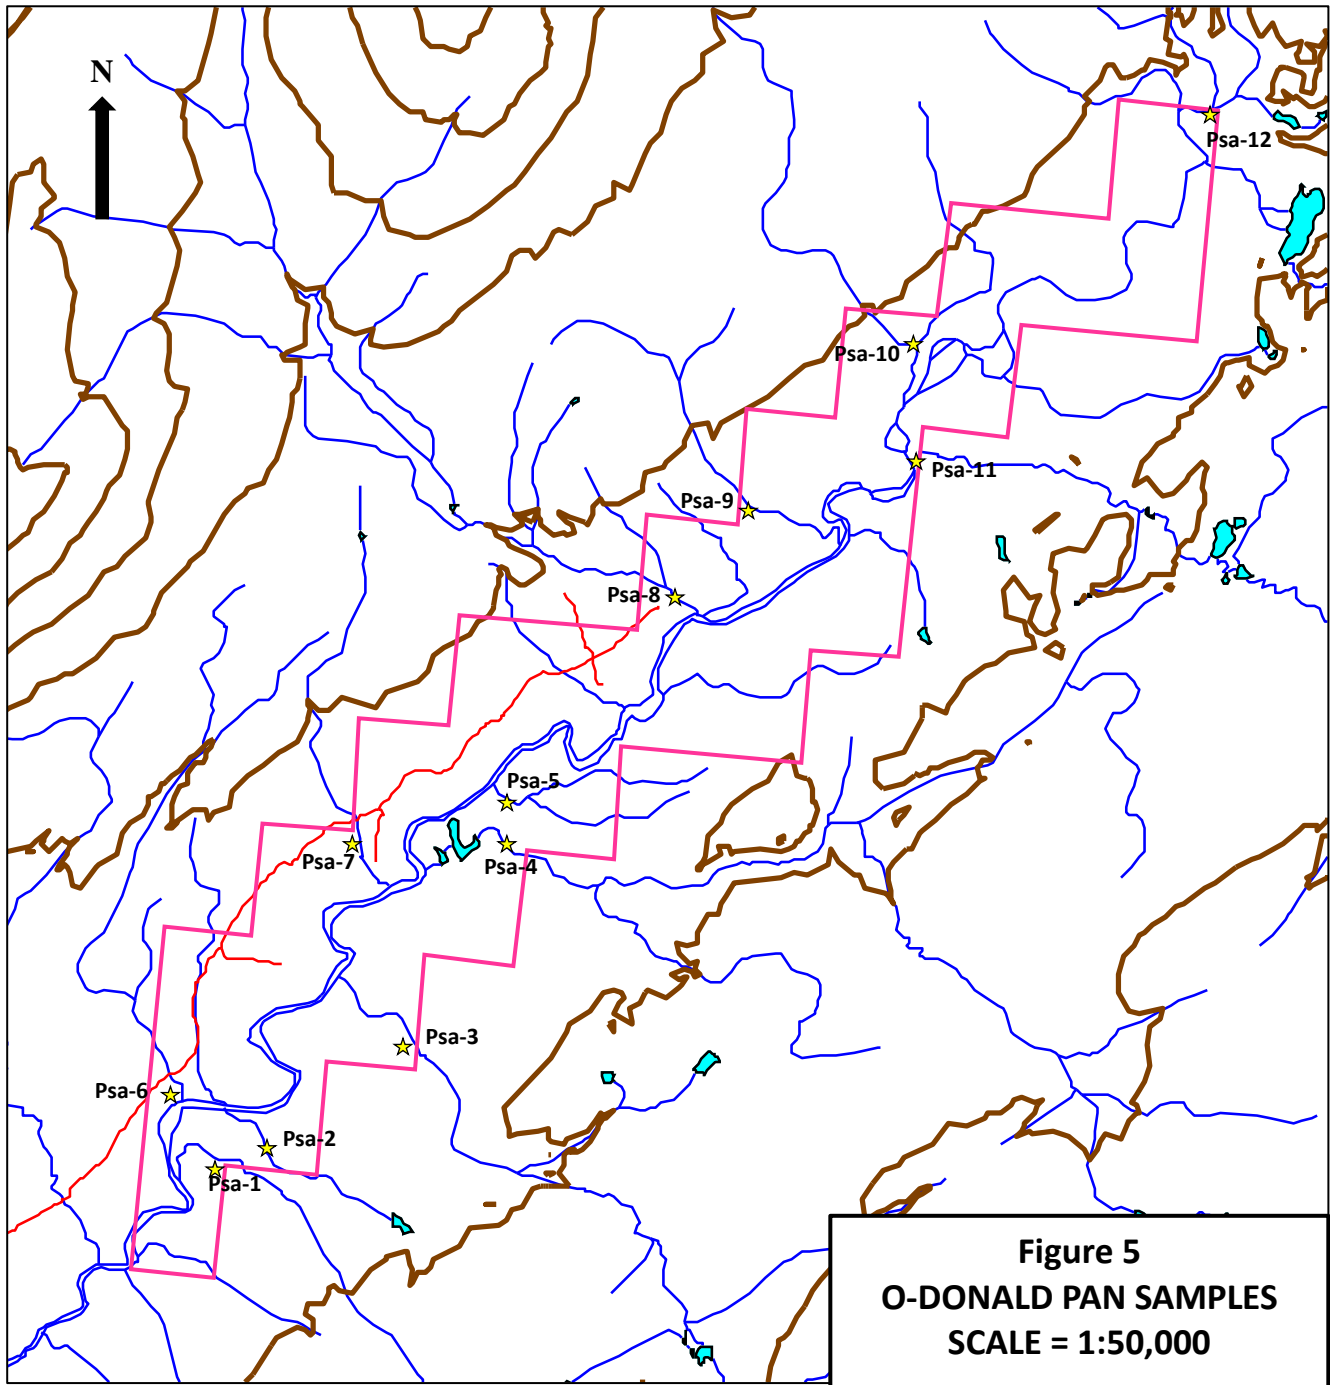 N
Psa-12
Psa-10
Psa-11
Psa-9
Psa-8
Psa-5
Psa-4
Psa-7
Psa-3
Psa-6
Psa-2
Psa-1
Figure 5
O-DONALD PAN SAMPLES
SCALE = 1:50,000